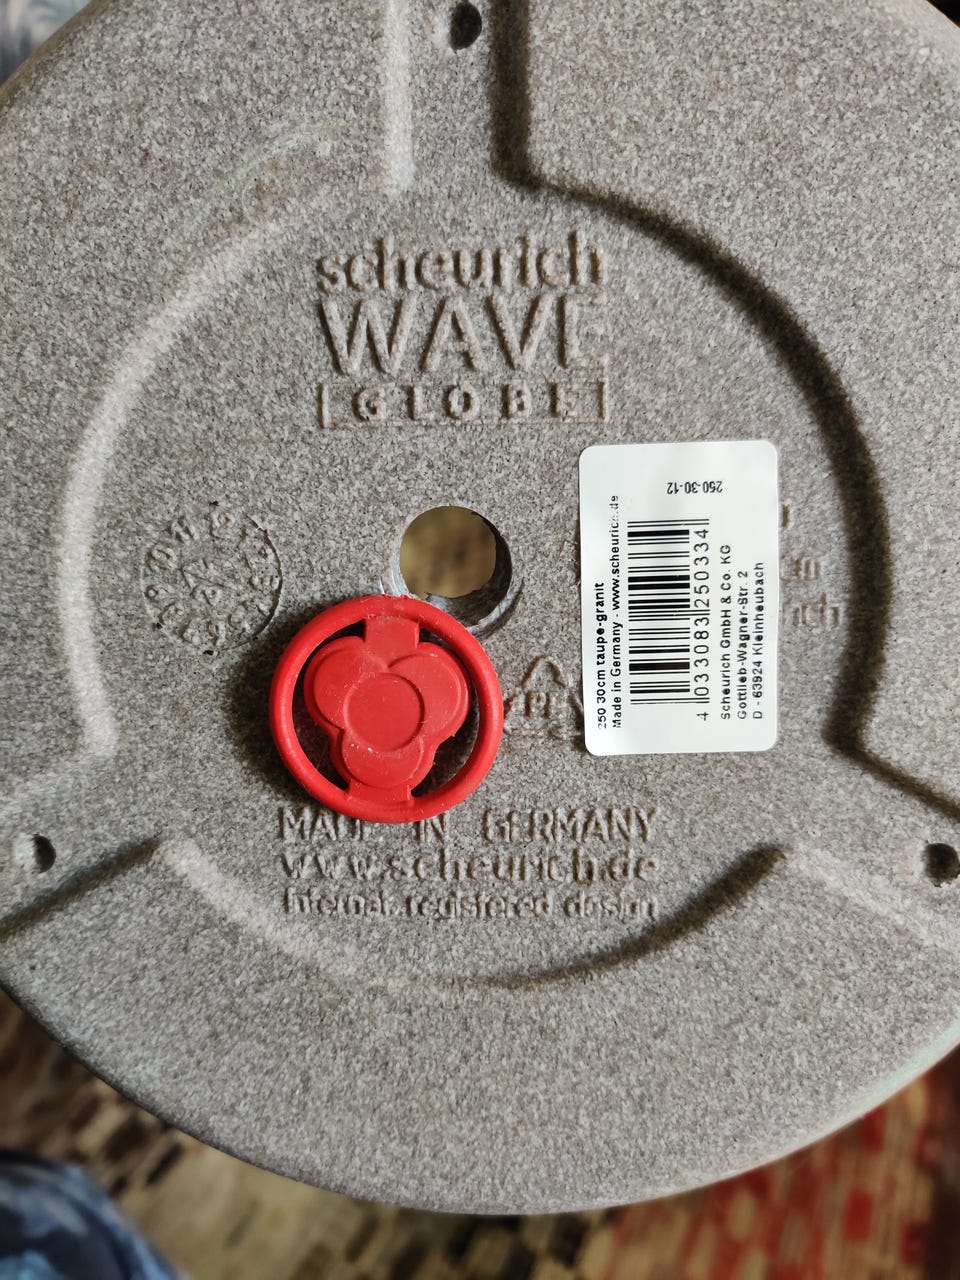 scheurich
WAVE
GLOBE
250-30-12
250 30cm taupe-granit
Made in Germany - www.scheurich.de
4 033083 250334
Scheurich GmbH & Co. KG
Gottlieb-Wagner-Str. 2
D - 63924 Kleinheubach
PE
MADE IN GERMANY
www.scheurich.de
Internat. registered design